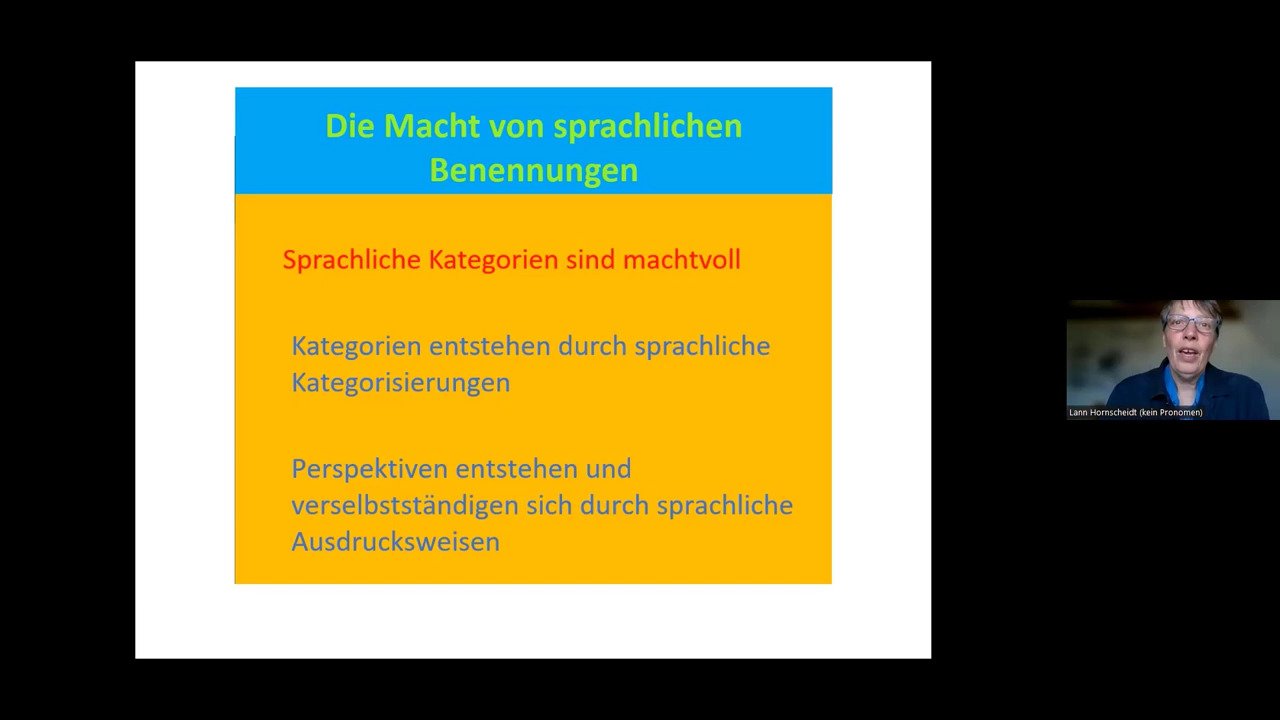 Die Macht von sprachlichen
Benennungen
Sprachliche Kategorien sind machtvoll
Kategorien entstehen durch sprachliche
Kategorisierungen
Perspektiven entstehen und
verselbstständigen sich durch sprachliche
Ausdrucksweisen
Lann Hornscheidt (kein Pronomen)